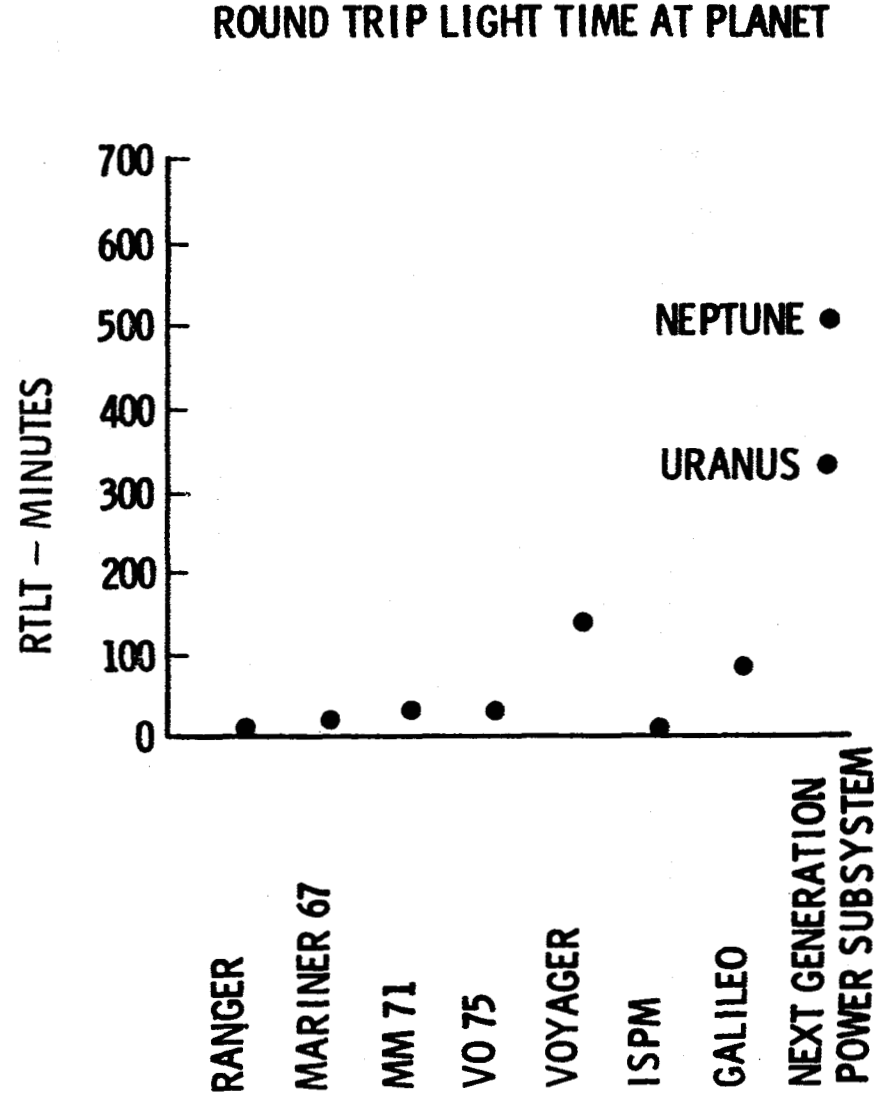 ROUND TRIP LIGHT TIME AT PLANET
700
600
500
400
300
200
100
0
RTLT – MINUTES
NEPTUNE
URANUS
RANGER
MARINER 67
MM 71
VO 75
VOYAGER
ISPM
GALILEO
NEXT GENERATION
POWER SUBSYSTEM